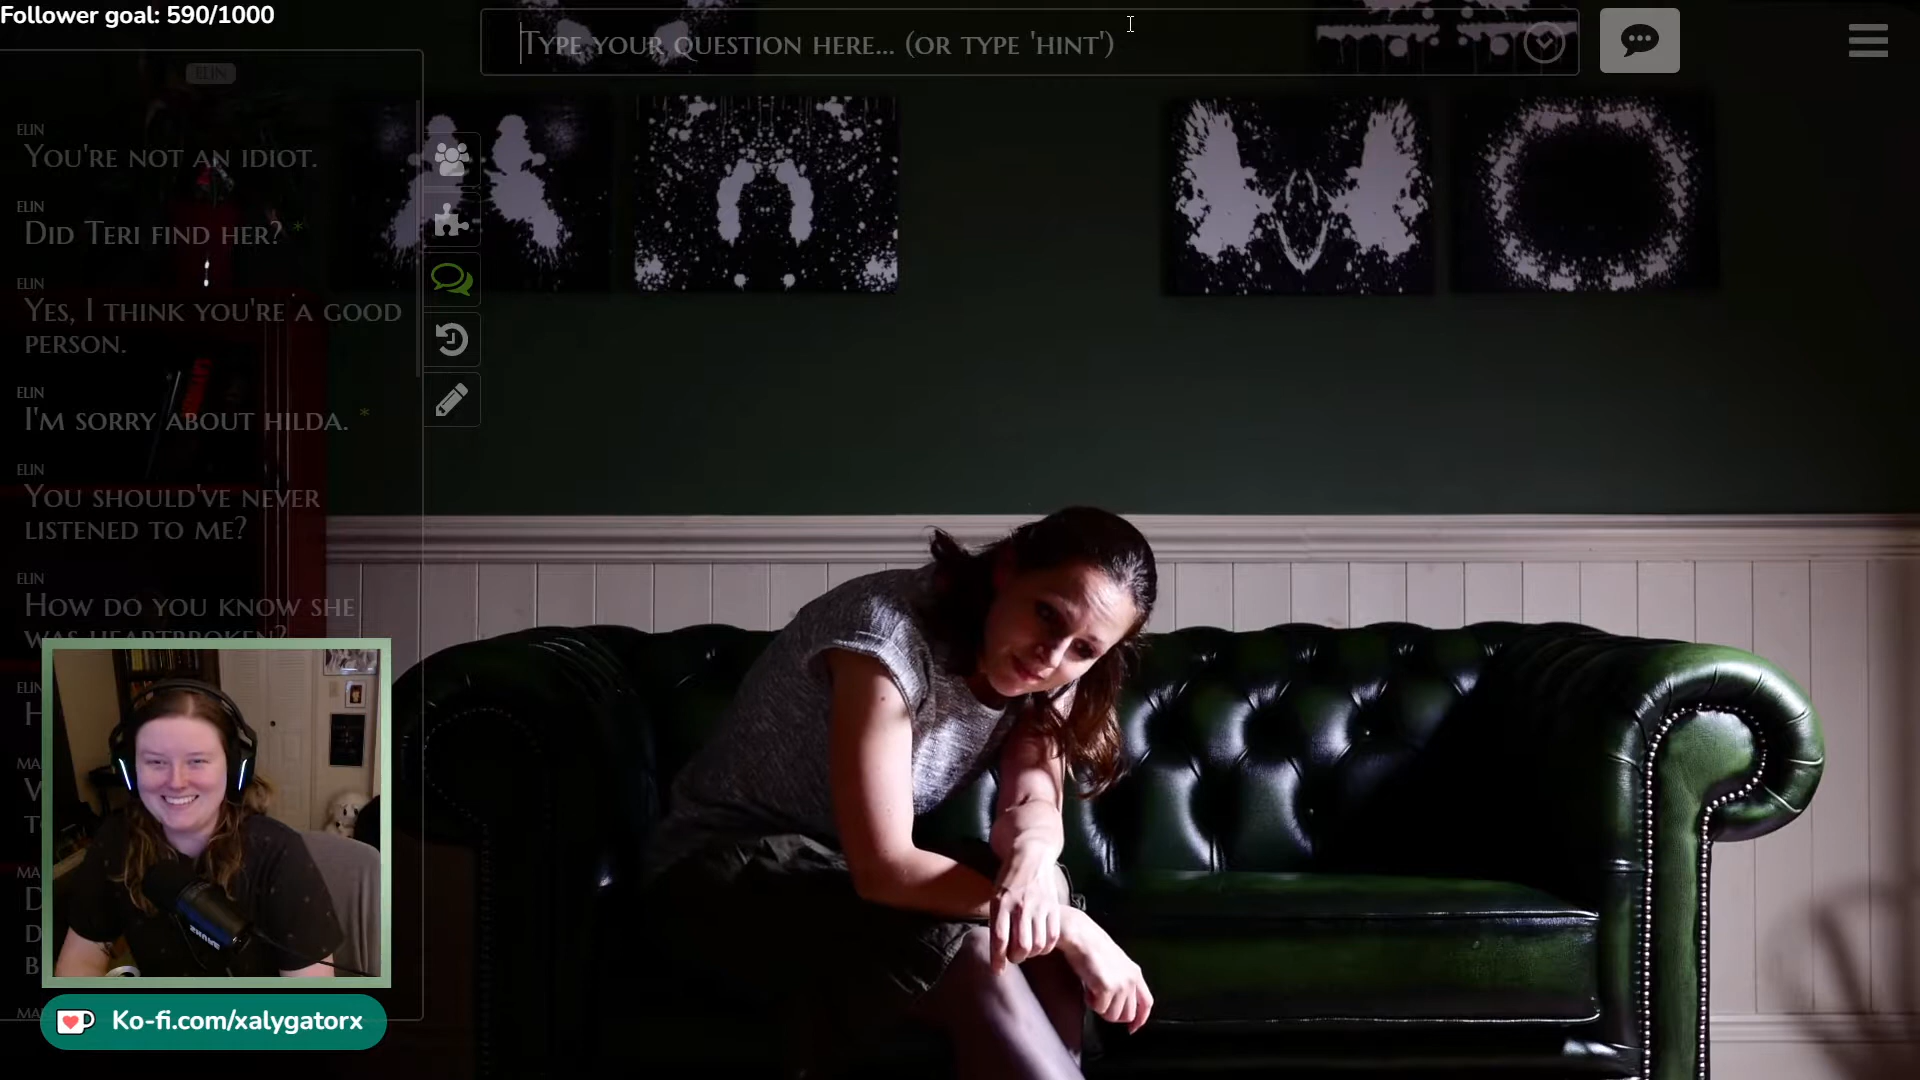 Follower goal: 590/1000
Type your question here... (or type 'hint')
ELIN
ELIN
You're not an idiot.
ELIN
Did Teri find her? *
ELIN
Yes, I think you're a good
person.
ELIN
I'm sorry about hilda. *
ELIN
You should've never
listened to me?
ELIN
How do you know she
was heartbroken?
Ko-fi.com/xalygatorx